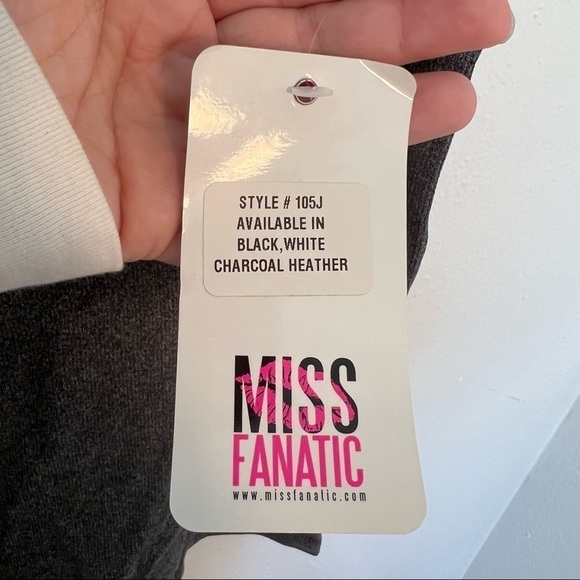 STYLE # 105J
AVAILABLE IN
BLACK,WHITE
CHARCOAL HEATHER
MISS
FANATIC
www.missfanatic.com